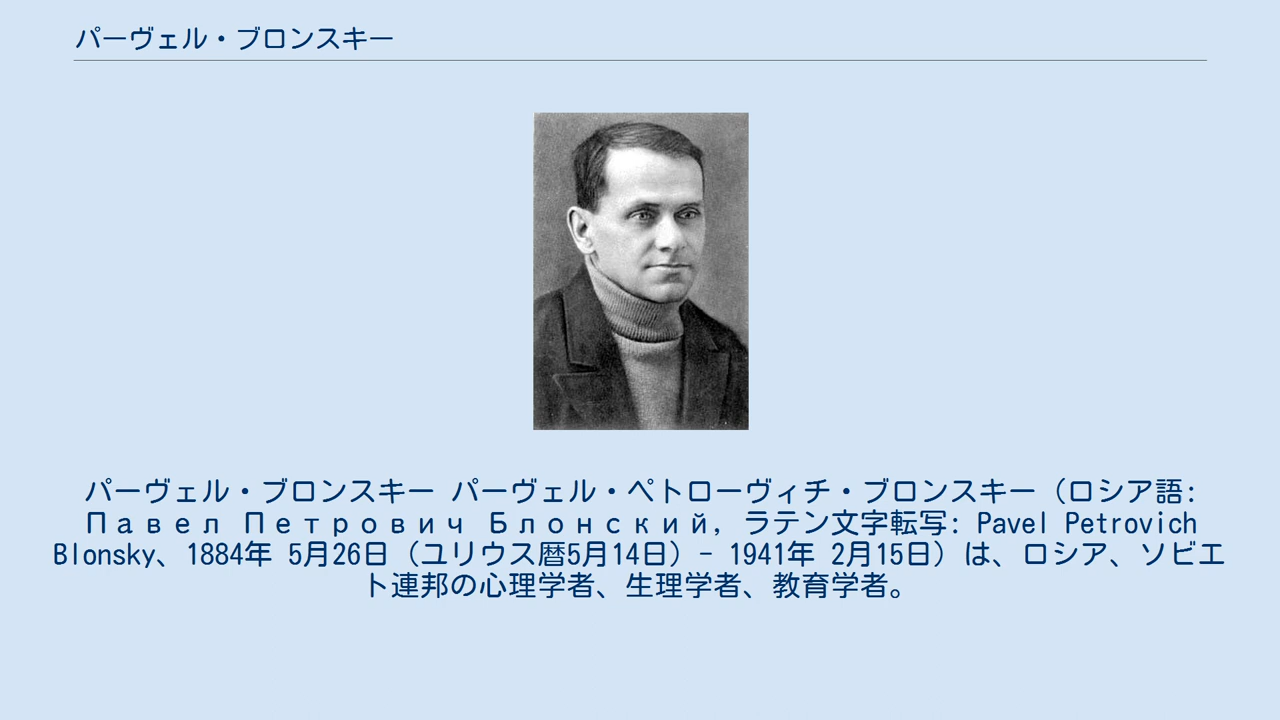 パーヴェル・ブロンスキー
パーヴェル・ブロンスキー パーヴェル・ペトローヴィチ・ブロンスキー（ロシア語:
Павел Петрович Блонский, ラテン文字転写: Pavel Petrovich
Blonsky、1884年 5月26日（ユリウス暦5月14日）- 1941年 2月15日）は、ロシア、ソビエ
ト連邦の心理学者、生理学者、教育学者。